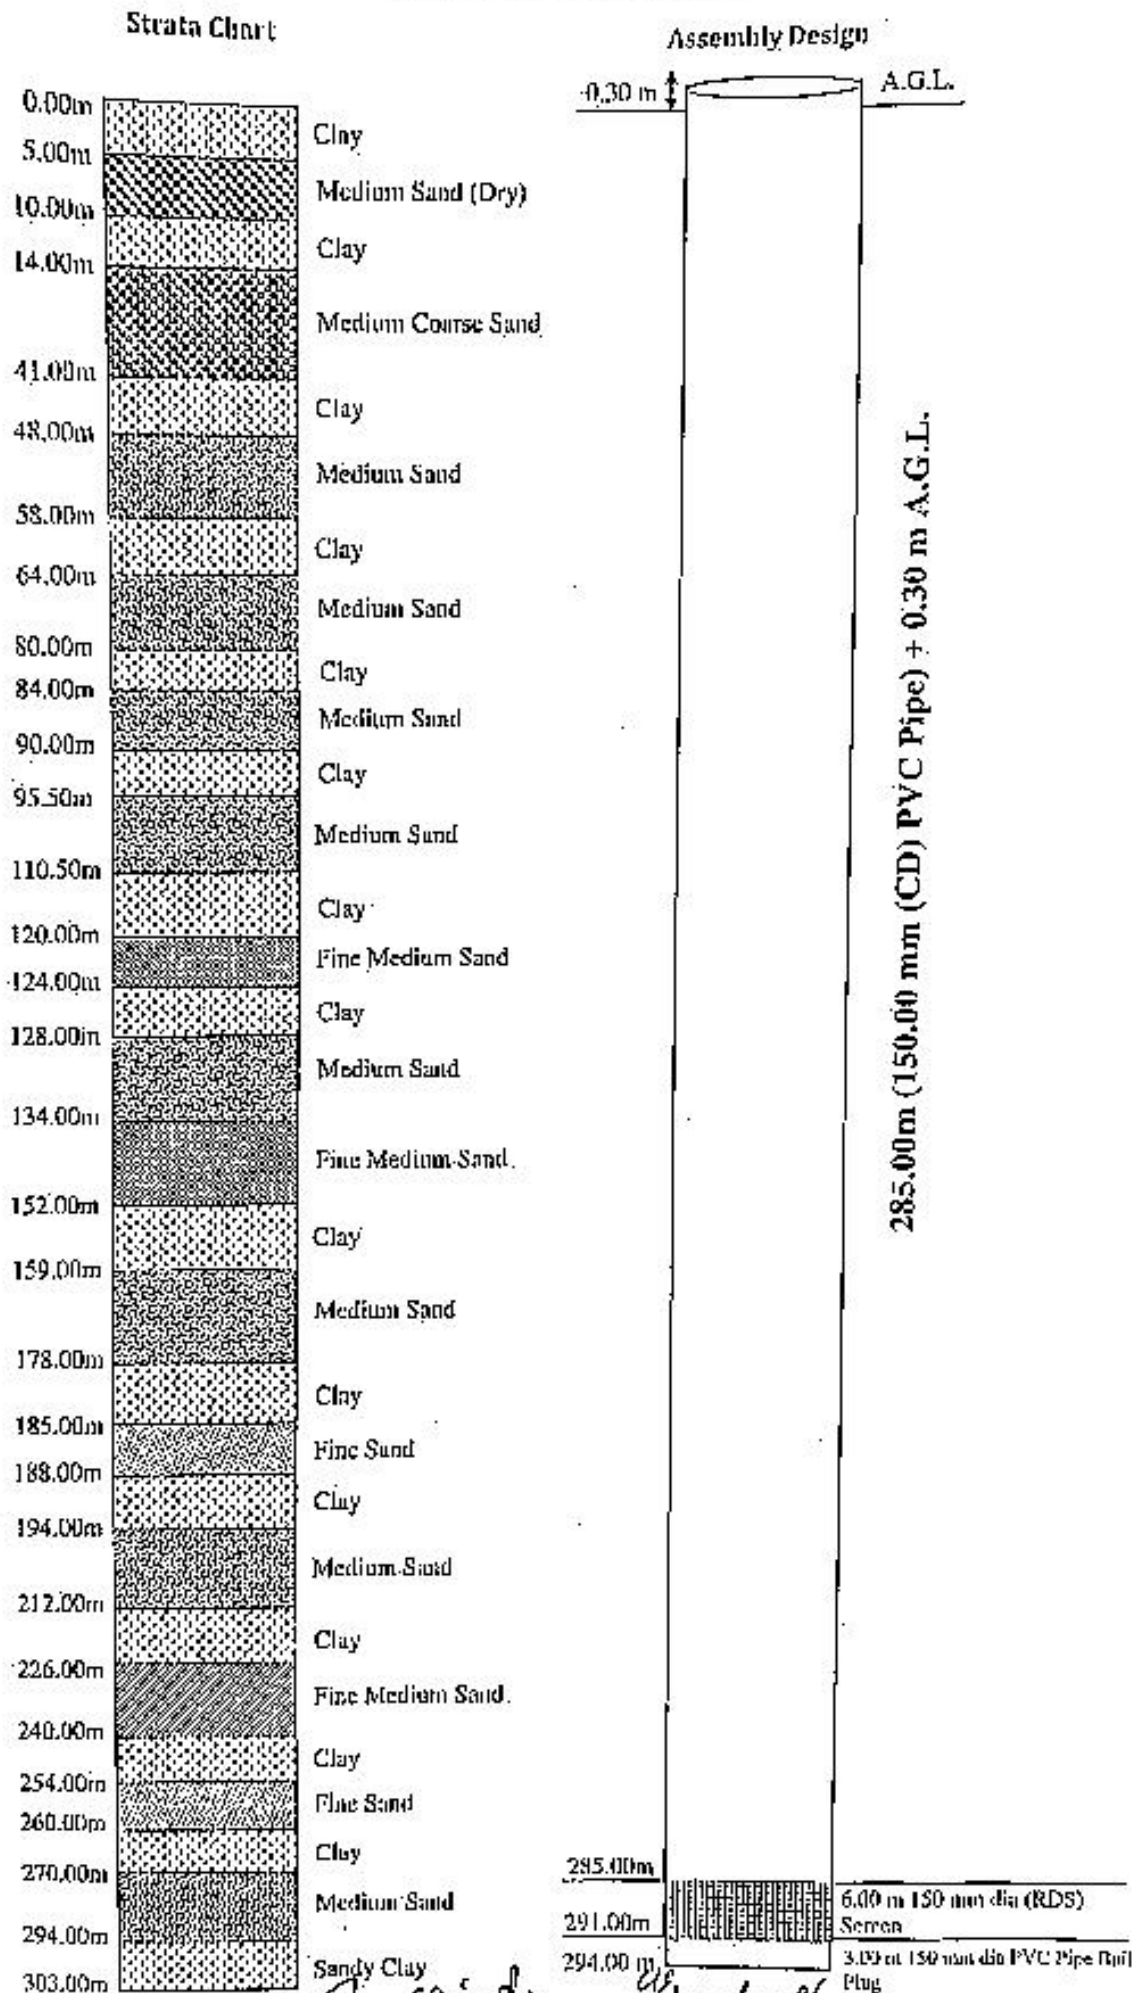 Strata Chart
0.00m
Clay
5.00m
Medium Sand (Dry)
10.00m
Clay
14.00m
Medium Coarse Sand
41.00m
Clay
48.00m
Medium Sand
58.00m
Clay
64.00m
Medium Sand
80.00m
Clay
84.00m
Medium Sand
90.00m
Clay
95.50m
Medium Sand
110.50m
Clay
120.00m
Fine Medium Sand
124.00m
Clay
128.00m
Medium Sand
134.00m
Fine Medium Sand.
152.00m
Clay
159.00m
Medium Sand
178.00m
Clay
185.00m
Fine Sand
188.00m
Clay
194.00m
Medium Sand
212.00m
Clay
226.00m
Fine Medium Sand.
240.00m
Clay
254.00m
Fine Sand
260.00m
Clay
270.00m
Medium Sand
294.00m
Sandy Clay
303.00m
Assembly Design
0.30 m
A.G.L.
285.00m (150.00 mm (CD) PVC Pipe) + 0.30 m A.G.L.
285.00m
6.00 m 150 mm dia (RDS)
Screen
291.00m
294.00 m
3.00 m 150 mm dia PVC Pipe Bail
Plug